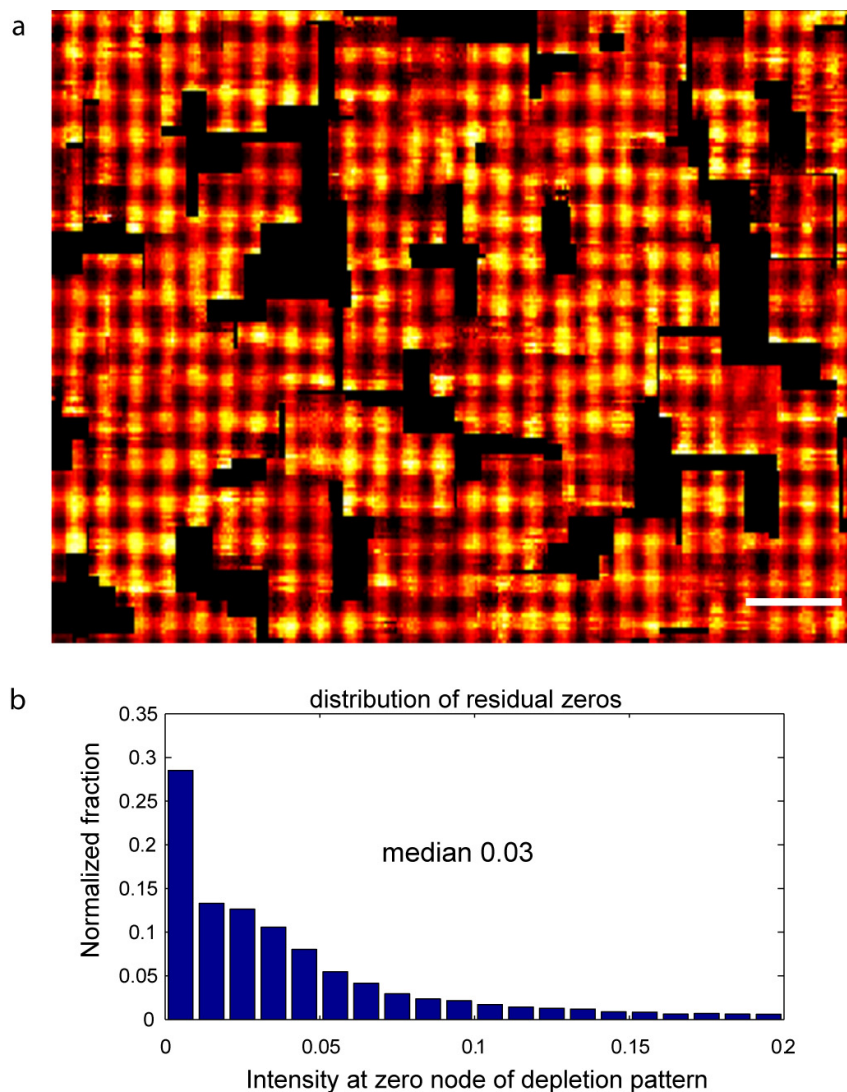 a
b
distribution of residual zeros
0.35
0.3
0.25
0.2
0.15
0.1
0.05
0
Normalized fraction
median 0.03
0 0.05 0.1 0.15 0.2
Intensity at zero node of depletion pattern